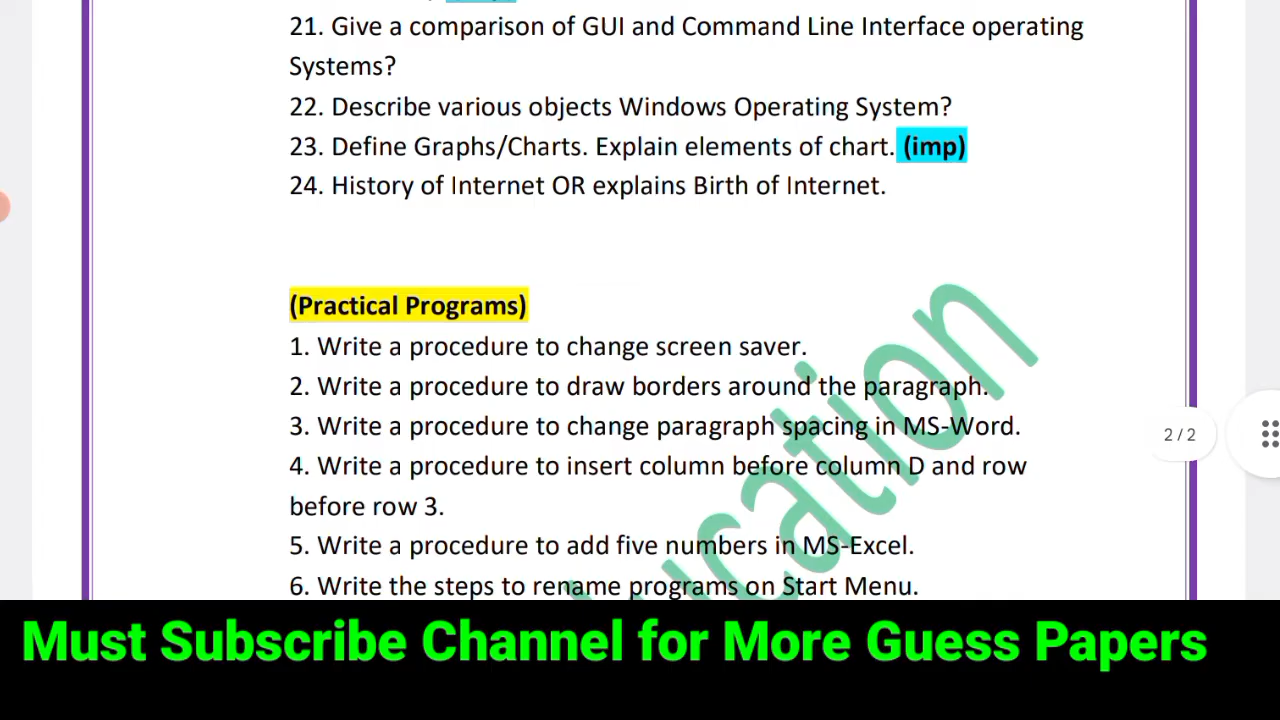 21. Give a comparison of GUI and Command Line Interface operating
Systems?
22. Describe various objects Windows Operating System?
23. Define Graphs/Charts. Explain elements of chart. (imp)
24. History of Internet OR explains Birth of Internet.
(Practical Programs)
1. Write a procedure to change screen saver.
2. Write a procedure to draw borders around the paragraph.
3. Write a procedure to change paragraph spacing in MS-Word.
4. Write a procedure to insert column before column D and row
before row 3.
5. Write a procedure to add five numbers in MS-Excel.
6. Write the steps to rename programs on Start Menu.
2 / 2
Must Subscribe Channel for More Guess Papers